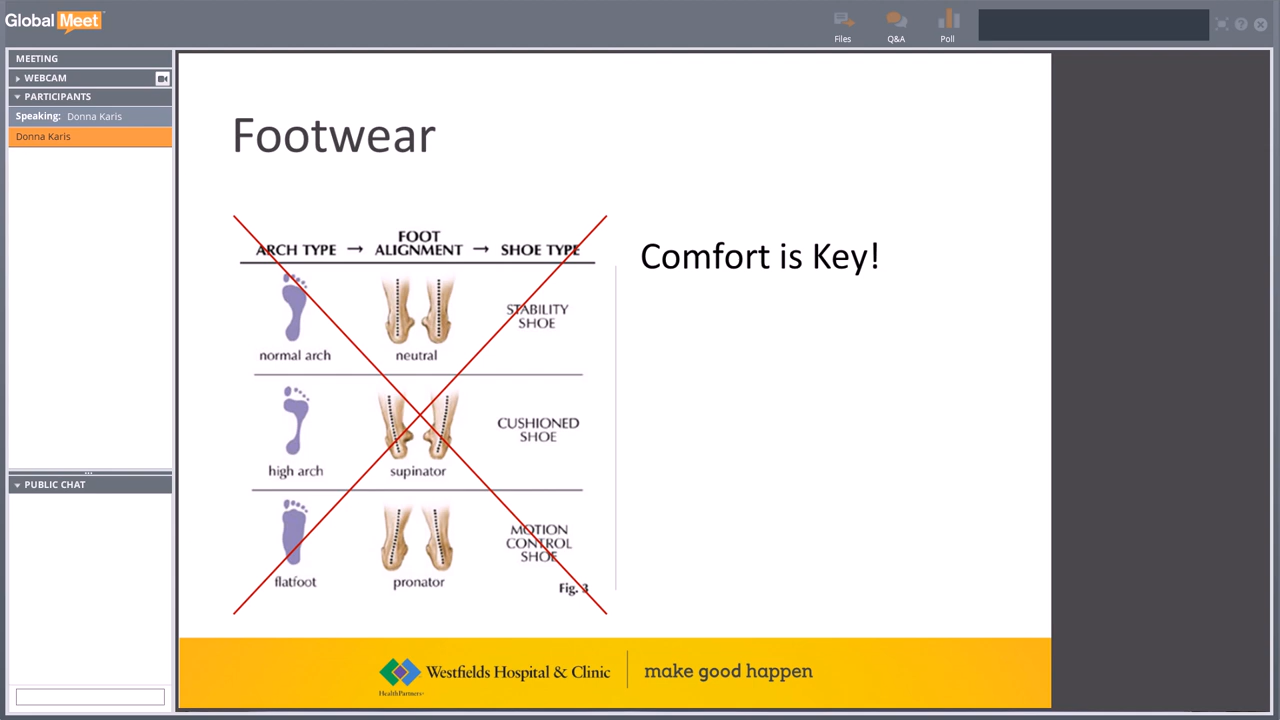 Global Meet
Files
Q&A
Poll
MEETING
WEBCAM
PARTICIPANTS
Speaking: Donna Karis
Donna Karis
PUBLIC CHAT
Footwear
ARCH TYPE → FOOT ALIGNMENT → SHOE TYPE
normal arch
neutral
STABILITY
SHOE
high arch
supinator
CUSHIONED
SHOE
flatfoot
pronator
MOTION
CONTROL
SHOE
Fig. 3
Comfort is Key!
Westfields Hospital & Clinic
HealthPartners
make good happen